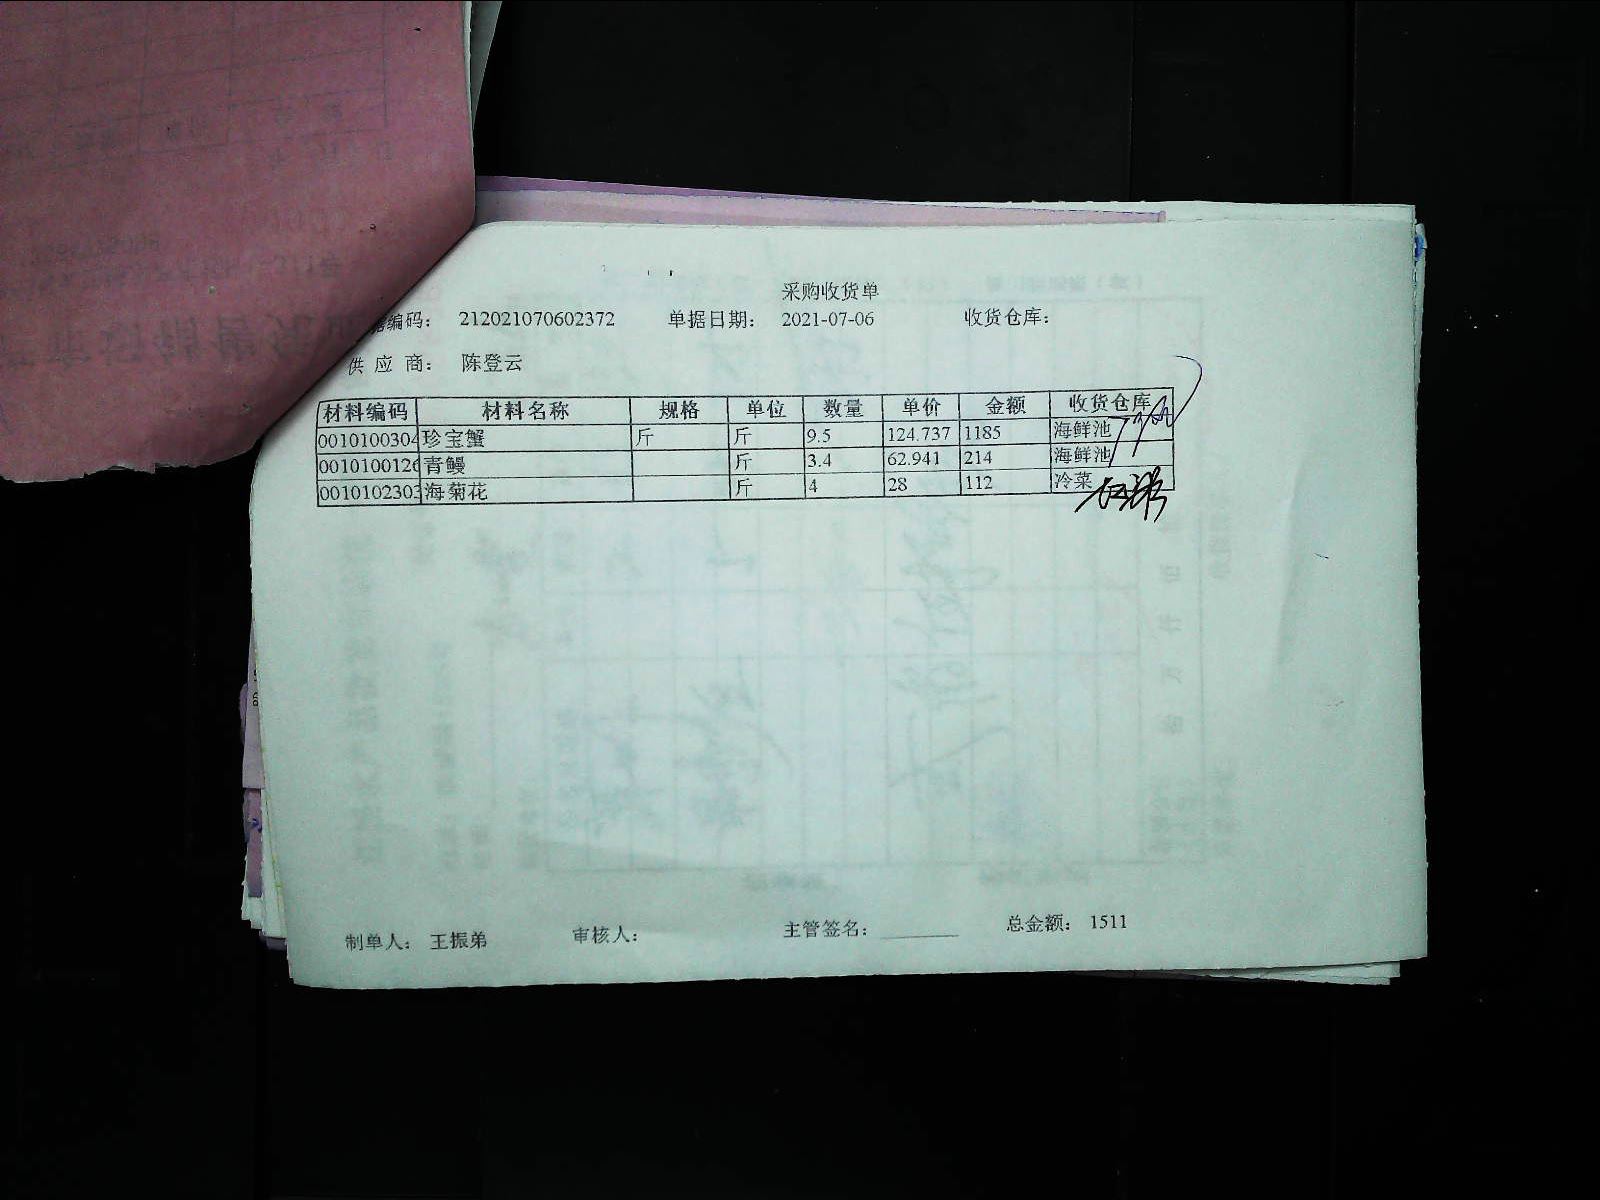 采购收货单
据编码： 212021070602372 单据日期： 2021-07-06 收货仓库：
供 应 商： 陈登云
材料编码 材料名称 规格 单位 数量 单价 金额 收货仓库
0010100304 珍宝蟹 斤 斤 9.5 124.737 1185 海鲜池
0010100126 青鳗 斤 3.4 62.941 214 海鲜池
0010102303 海菊花 斤 4 28 112 冷菜
制单人： 王振弟 审核人： 主管签名： 总金额： 1511